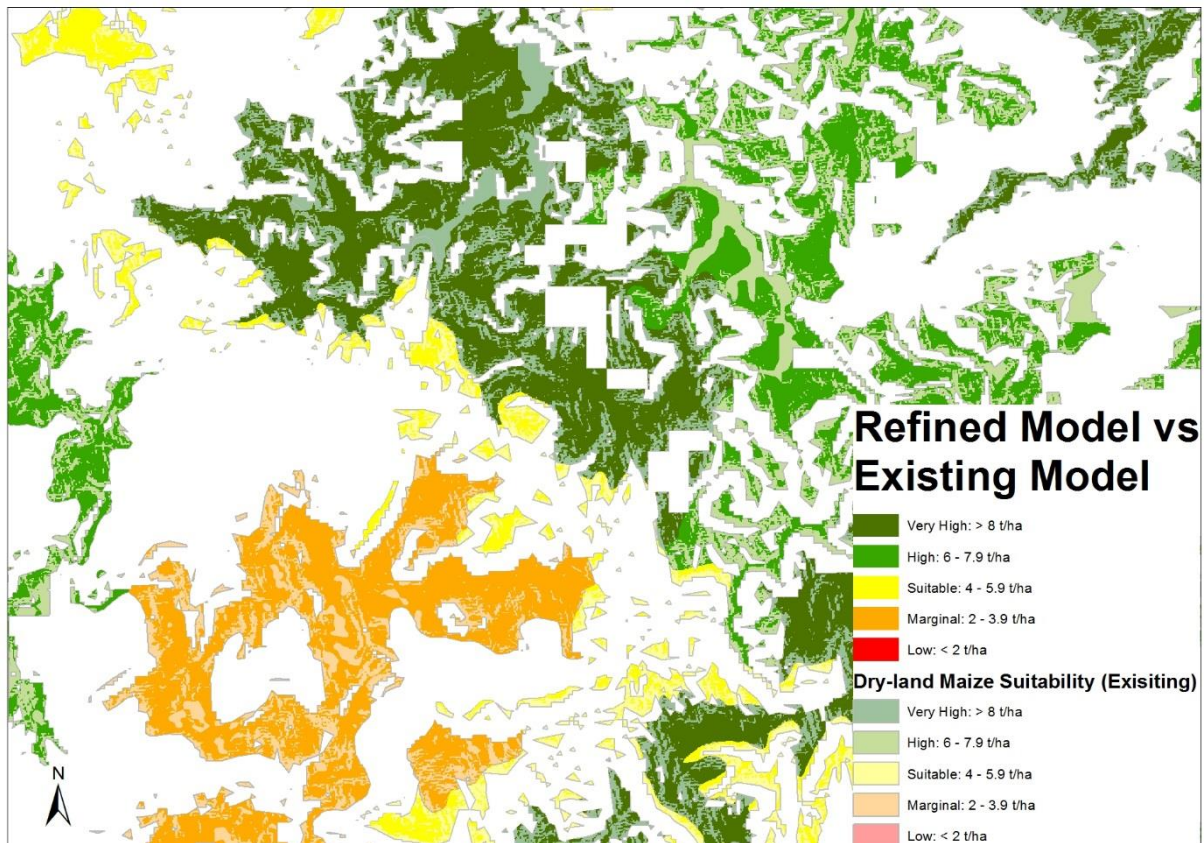 Refined Model vs
Existing Model
Very High: > 8 t/ha
High: 6 - 7.9 t/ha
Suitable: 4 - 5.9 t/ha
Marginal: 2 - 3.9 t/ha
Low: < 2 t/ha
Dry-land Maize Suitability (Exisiting)
Very High: > 8 t/ha
High: 6 - 7.9 t/ha
Suitable: 4 - 5.9 t/ha
Marginal: 2 - 3.9 t/ha
Low: < 2 t/ha
N